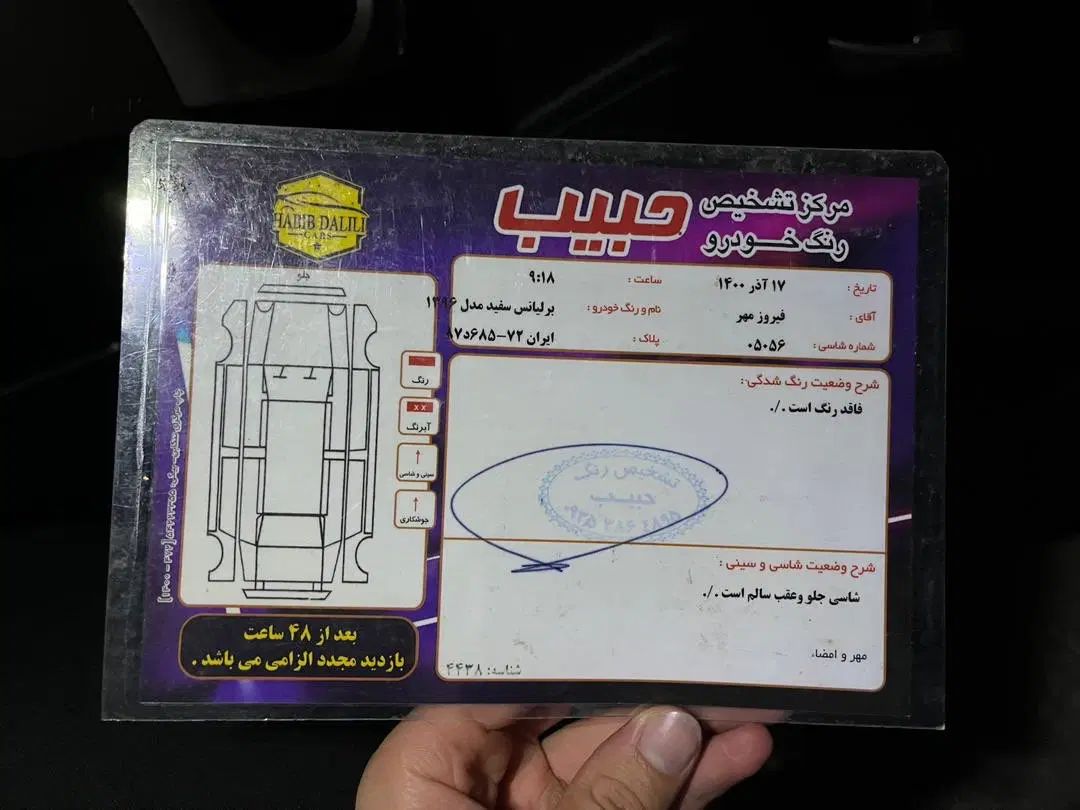 مرکز تشخیص
رنگ خـــودرو
حبیب
HABIB DALILI
CARS
تاریخ : ۱۷ آذر ۱۴۰۰
ساعت : ۹:۱۸
آقای : فیروز مهر
نام و رنگ خودرو : برلیانس سفید مدل ۱۳۹۶
شماره شاسی : ۰۵۰۵۶
پلاک : ایران ۷۲-۶۸۵د۸۷
جلو
رنگ
x x
آبرنگ
سینی و شاسی
جوشکاری
شرح وضعیت رنگ شدگی:
فاقد رنگ است ./.
تشخیص رنگ
حبیب
شرح وضعیت شاسی و سینی :
شاسی جلو وعقب سالم است ./.
مهر و امضاء
شناسه: ۴۴۳۸
بعد از ۴۸ ساعت
بازدید مجدد الزامی می باشد .